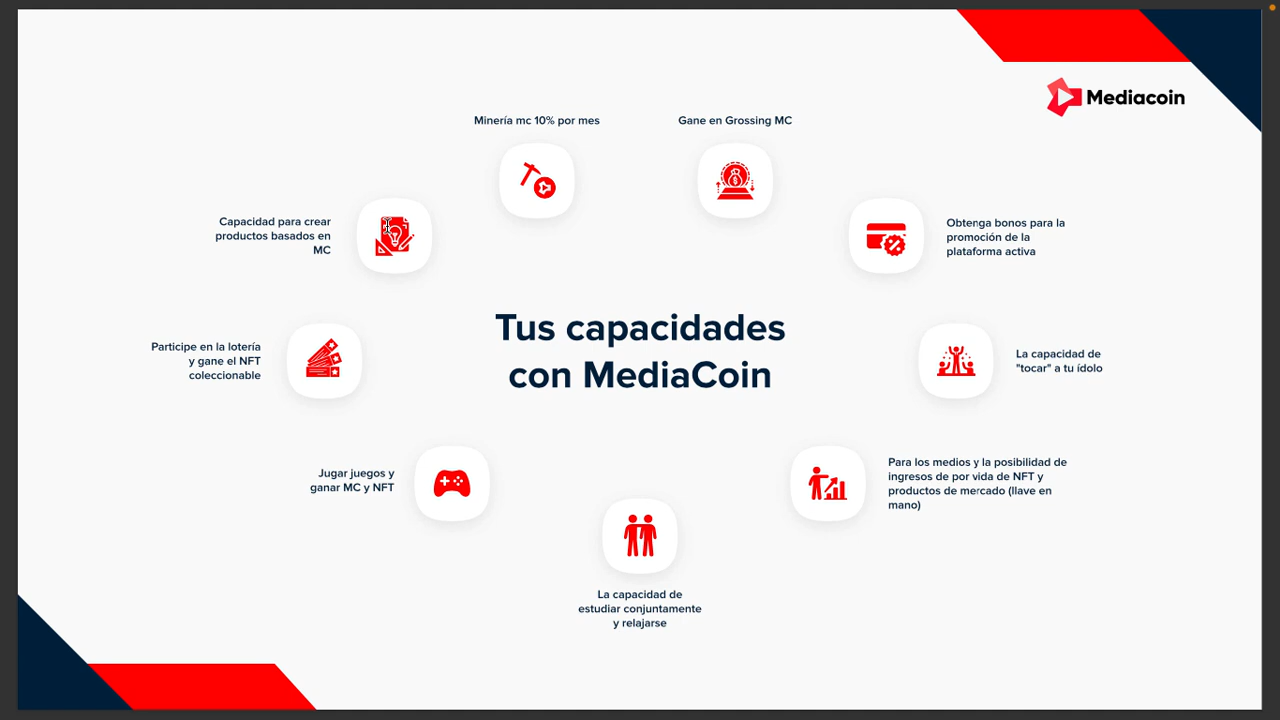 Mediacoin
Minería mc 10% por mes
Gane en Grossing MC
Capacidad para crear
productos basados en
MC
Obtenga bonos para la
promoción de la
plataforma activa
Tus capacidades
con MediaCoin
Participe en la lotería
y gane el NFT
coleccionable
La capacidad de
"tocar" a tu ídolo
Jugar juegos y
ganar MC y NFT
Para los medios y la posibilidad de
ingresos de por vida de NFT y
productos de mercado (llave en
mano)
La capacidad de
estudiar conjuntamente
y relajarse